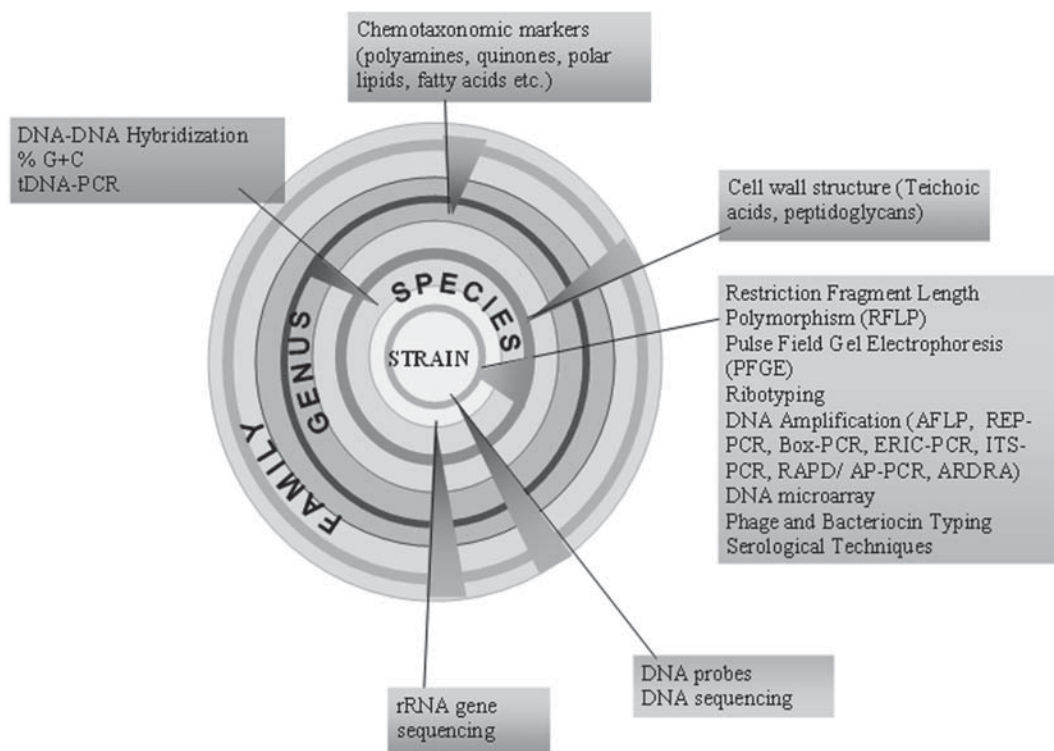 Chemotaxonomic markers
(polyamines, quinones, polar
lipids, fatty acids etc.)
DNA-DNA Hybridization
% G+C
tDNA-PCR
Cell wall structure (Teichoic
acids, peptidoglycans)
SPECIES
STRAIN
GENUS
FAMILY
Restriction Fragment Length
Polymorphism (RFLP)
Pulse Field Gel Electrophoresis
(PFGE)
Ribotyping
DNA Amplification (AFLP, REP-
PCR, Box-PCR, ERIC-PCR, ITS-
PCR, RAPD/ AP-PCR, ARDRA)
DNA microarray
Phage and Bacteriocin Typing
Serological Techniques
DNA probes
DNA sequencing
rRNA gene
sequencing